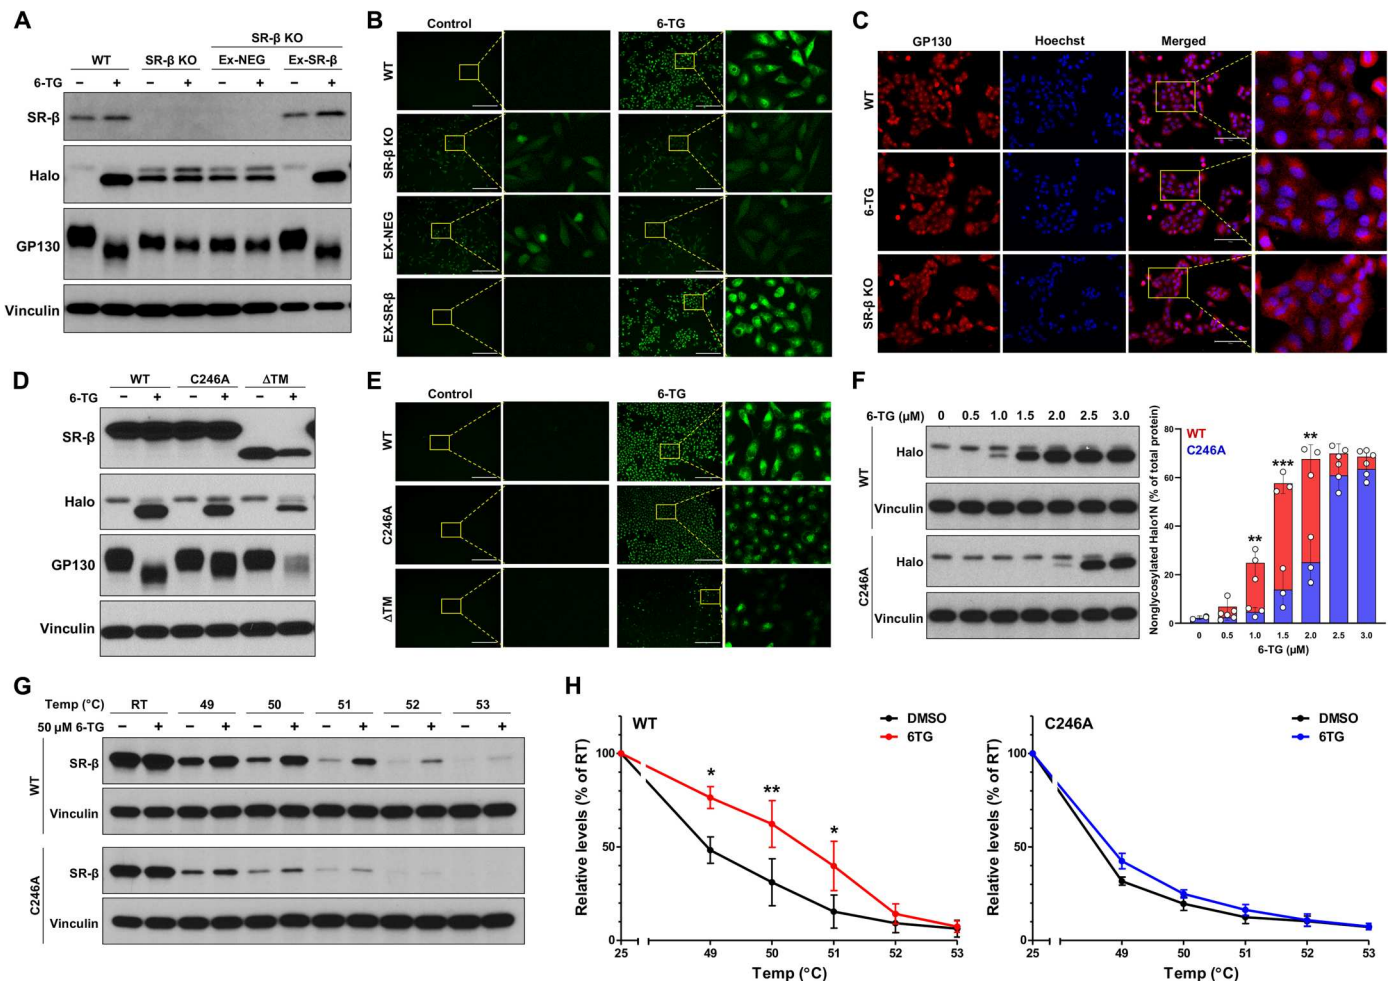 A
SR-β KO
WT SR-β KO Ex-NEG Ex-SR-β
6-TG − + − + − + − +
SR-β
Halo
GP130
Vinculin
B
Control 6-TG
WT
SR-β KO
EX-NEG
EX-SR-β
C
GP130 Hoechst Merged
WT
6-TG
SR-β KO
D
WT C246A ΔTM
6-TG − + − + − +
SR-β
Halo
GP130
Vinculin
E
Control 6-TG
WT
C246A
ΔTM
F
6-TG (μM) 0 0.5 1.0 1.5 2.0 2.5 3.0
WT
Halo
Vinculin
C246A
Halo
Vinculin
Nonglycosylated Halo1N (% of total protein)
80
60
40
20
0
WT
C246A
** *** **
0 0.5 1.0 1.5 2.0 2.5 3.0
6-TG (μM)
G
Temp (°C) RT 49 50 51 52 53
50 μM 6-TG − + − + − + − + − + − +
WT
SR-β
Vinculin
C246A
SR-β
Vinculin
H
WT
DMSO
6TG
Relative levels (% of RT)
100
50
0
* ** *
25 49 50 51 52 53
Temp (°C)
C246A
DMSO
6TG
Relative levels (% of RT)
100
50
0
25 49 50 51 52 53
Temp (°C)